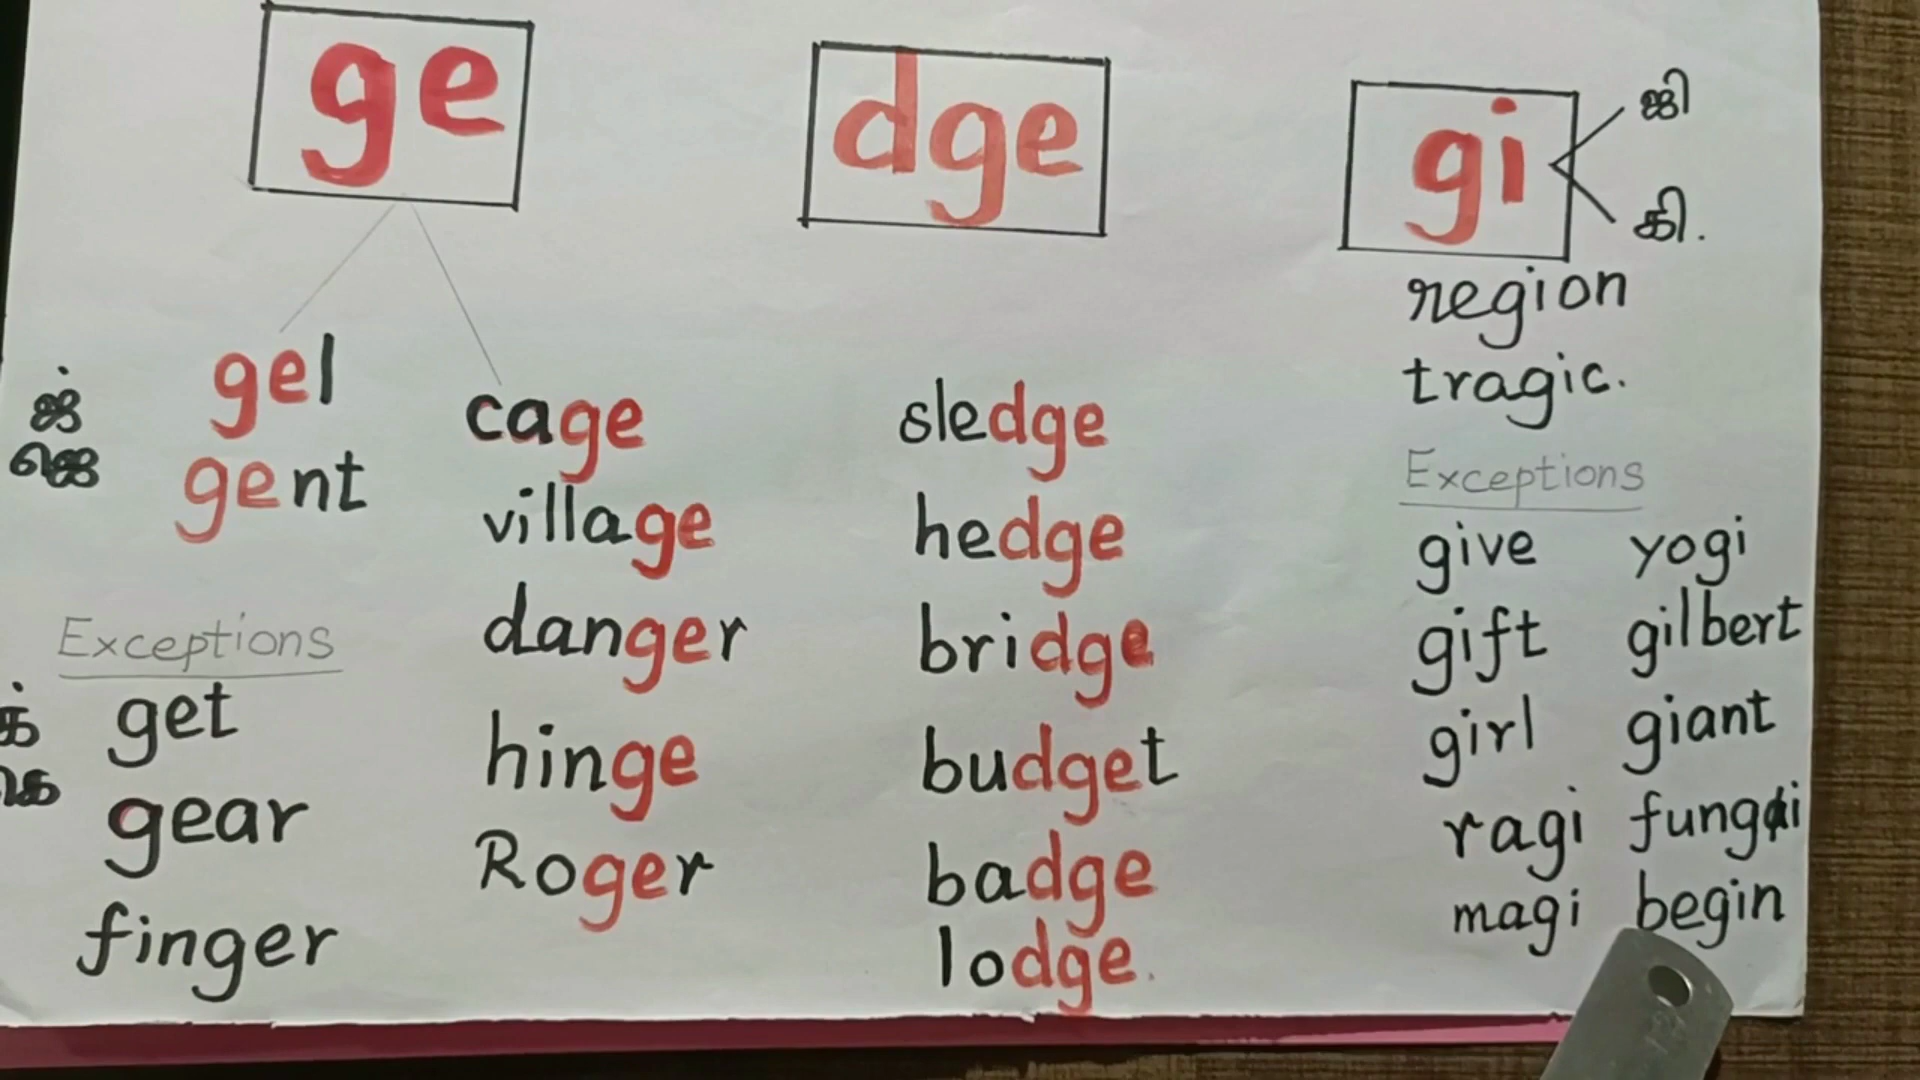 ge
gel
gent
ஜ்
ஜெ
Exceptions
get
gear
finger
க்
கெ
cage
village
danger
hinge
Roger
dge
sledge
hedge
bridge
budget
badge
lodge.
gi
ஜி
கி.
region
tragic.
Exceptions
give yogi
gift gilbert
girl giant
ragi fungi
magi begin